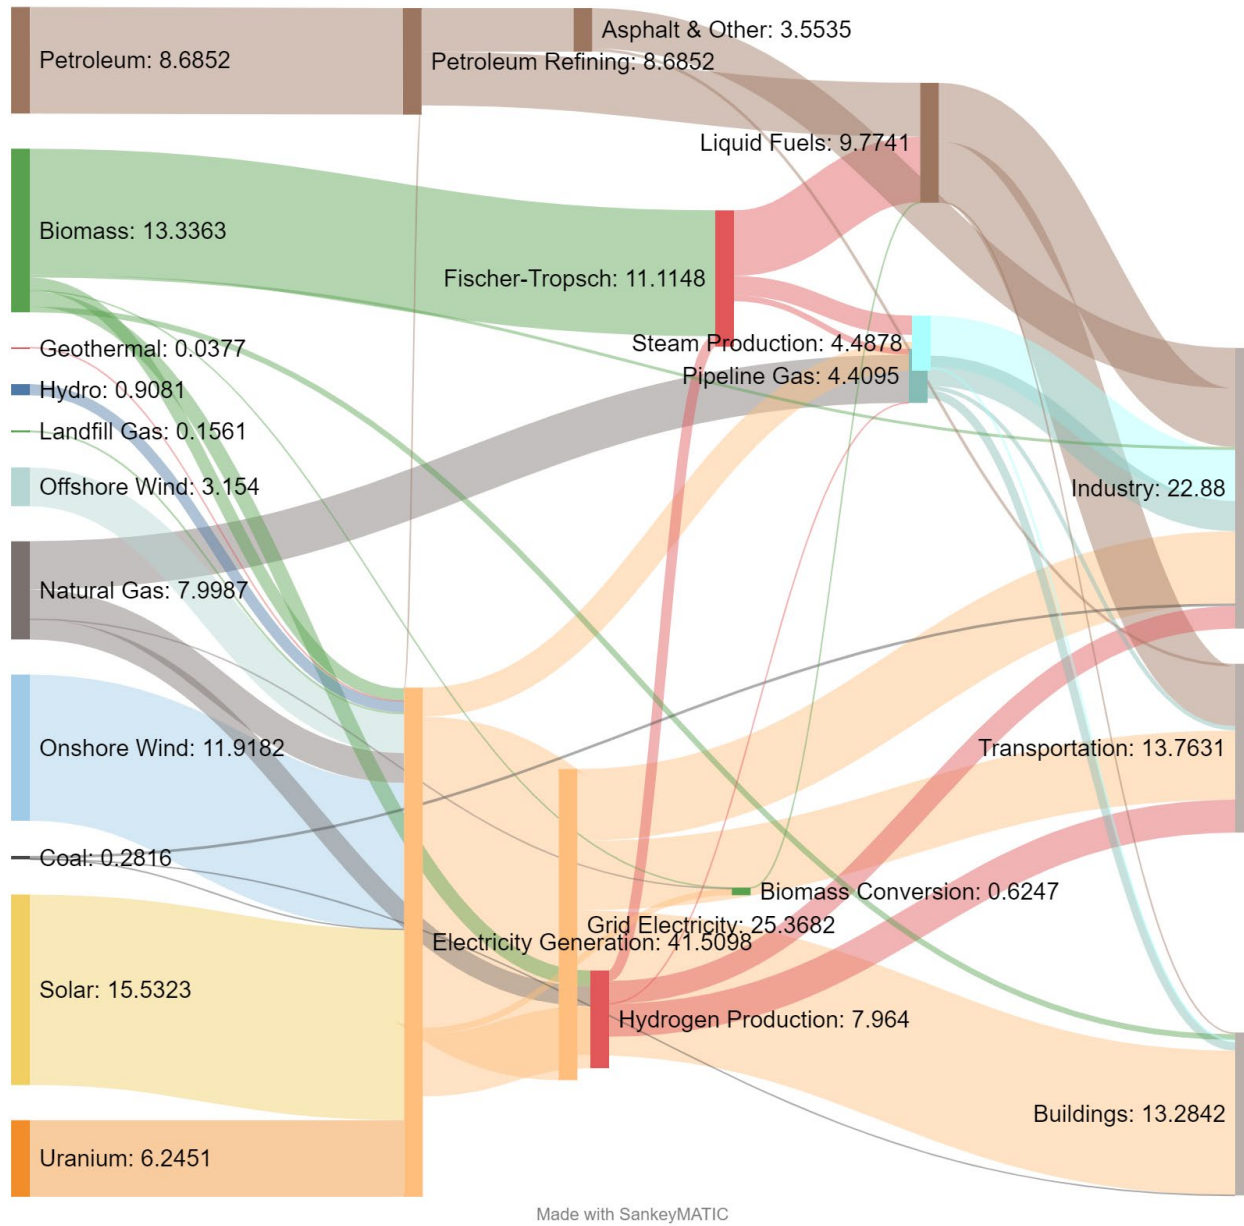 Asphalt & Other: 3.5535
Petroleum: 8.6852
Petroleum Refining: 8.6852
Liquid Fuels: 9.7741
Biomass: 13.3363
Fischer-Tropsch: 11.1148
Steam Production: 4.4878
Geothermal: 0.0377
Pipeline Gas: 4.4095
Hydro: 0.9081
Landfill Gas: 0.1561
Offshore Wind: 3.154
Industry: 22.88
Natural Gas: 7.9987
Onshore Wind: 11.9182
Transportation: 13.7631
Coal: 0.2816
Biomass Conversion: 0.6247
Grid Electricity: 25.3682
Electricity Generation: 41.5098
Solar: 15.5323
Hydrogen Production: 7.964
Buildings: 13.2842
Uranium: 6.2451
Made with SankeyMATIC